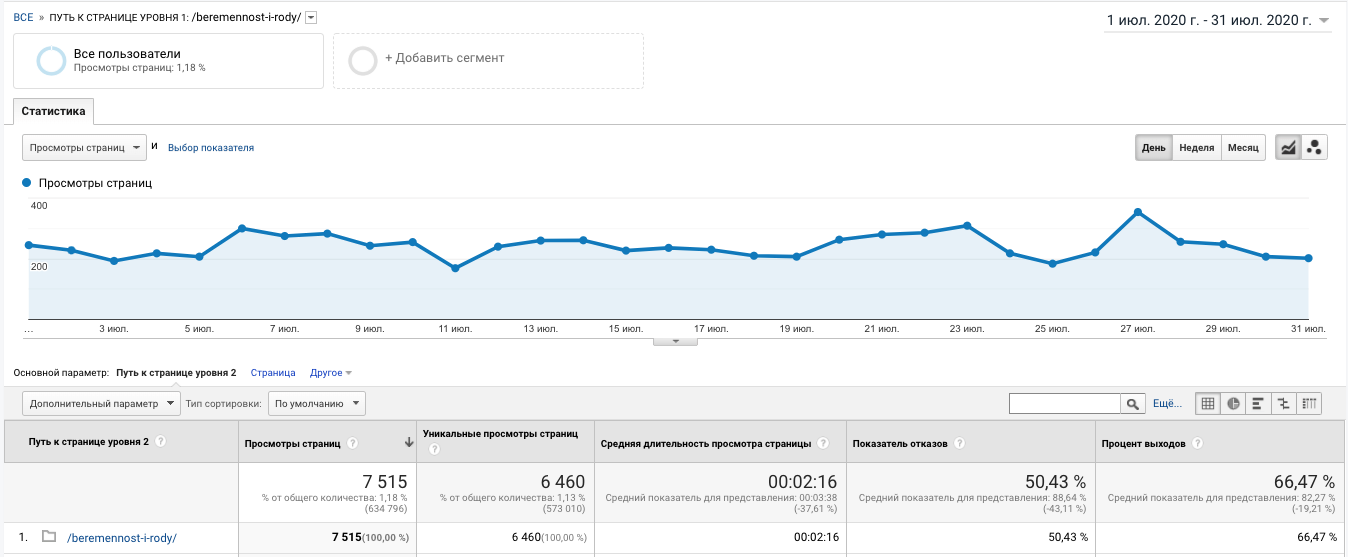 ВСЕ » ПУТЬ К СТРАНИЦЕ УРОВНЯ 1: /beremennost-i-rody/
1 июл. 2020 г. - 31 июл. 2020 г.
Все пользователи
Просмотры страниц: 1,18 %
+ Добавить сегмент
Статистика
Просмотры страниц и Выбор показателя
День Неделя Месяц
Просмотры страниц
400
200
... 3 июл. 5 июл. 7 июл. 9 июл. 11 июл. 13 июл. 15 июл. 17 июл. 19 июл. 21 июл. 23 июл. 25 июл. 27 июл. 29 июл. 31 июл.
Основной параметр: Путь к странице уровня 2 Страница Другое
Дополнительный параметр Тип сортировки: По умолчанию Ещё...
Путь к странице уровня 2 ? Просмотры страниц ? Уникальные просмотры страниц ? Средняя длительность просмотра страницы ? Показатель отказов ? Процент выходов ?
7 515 6 460 00:02:16 50,43 % 66,47 %
% от общего количества: 1,18 % % от общего количества: 1,13 % Средний показатель для представления: 00:03:38 Средний показатель для представления: 88,64 % Средний показатель для представления: 82,27 %
(634 796) (573 010) (-37,61 %) (-43,11 %) (-19,21 %)
1. /beremennost-i-rody/ 7 515(100,00 %) 6 460(100,00 %) 00:02:16 50,43 % 66,47 %